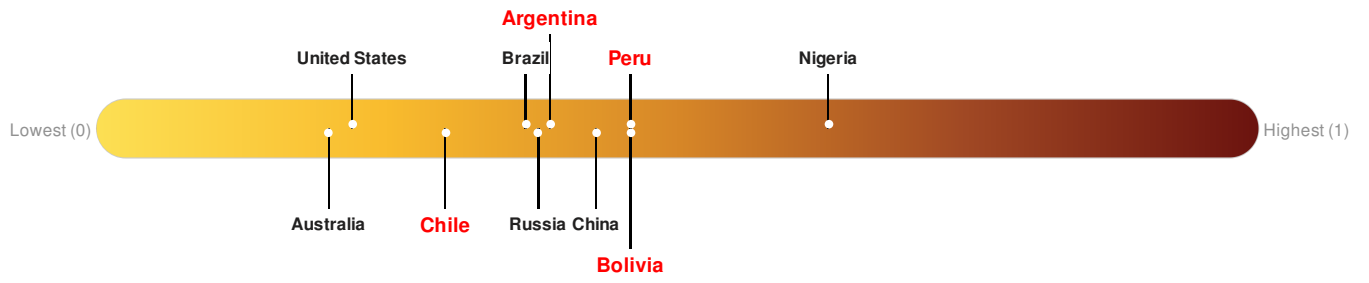 Argentina
United States
Brazil
Peru
Nigeria
Lowest (0)
Highest (1)
Australia
Chile
Russia
China
Bolivia